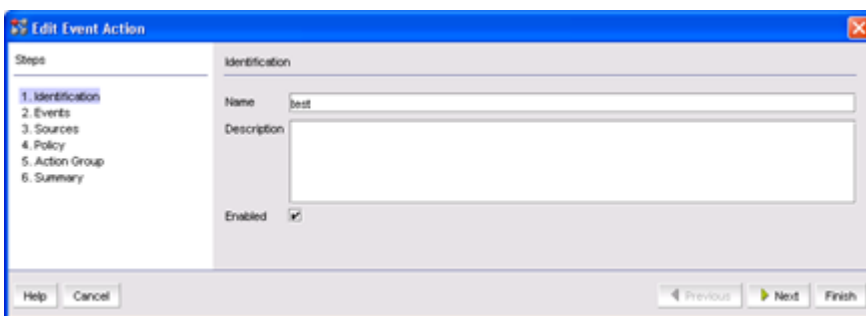 Edit Event Action
Steps
1. Identification
2. Events
3. Sources
4. Policy
5. Action Group
6. Summary
Identification
Name test
Description
Enabled
Help Cancel Previous Next Finish